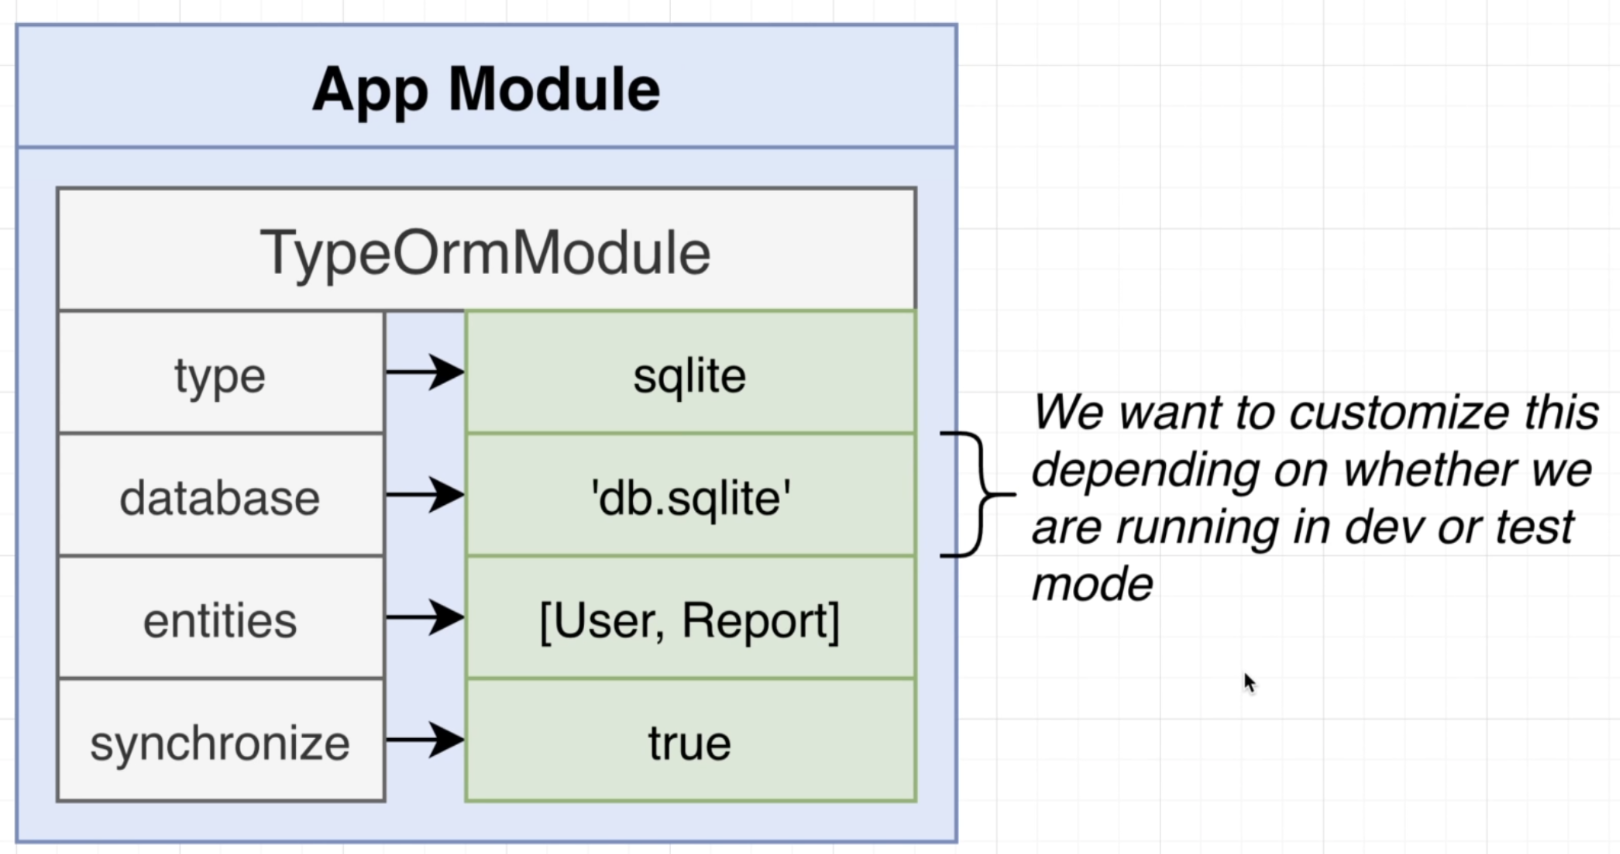 App Module
TypeOrmModule
type
sqlite
database
'db.sqlite'
entities
[User, Report]
synchronize
true
We want to customize this
depending on whether we
are running in dev or test
mode